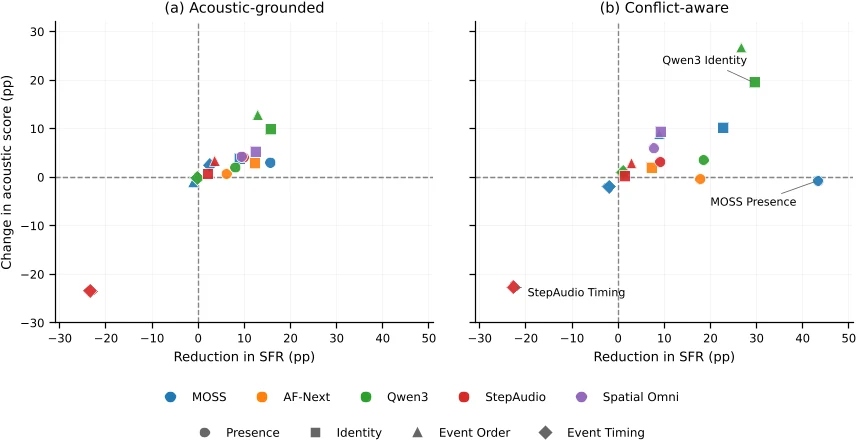 (a) Acoustic-grounded
(b) Conflict-aware
Change in acoustic score (pp)
30
20
10
0
−10
−20
−30
−30 −20 −10 0 10 20 30 40 50
Reduction in SFR (pp)
Qwen3 Identity
MOSS Presence
StepAudio Timing
−30 −20 −10 0 10 20 30 40 50
Reduction in SFR (pp)
MOSS AF-Next Qwen3 StepAudio Spatial Omni
Presence Identity Event Order Event Timing